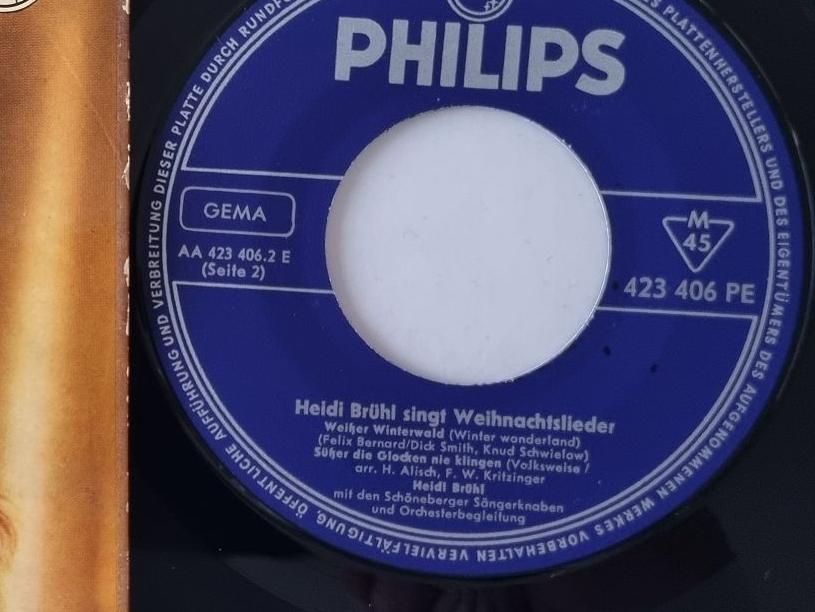 PHILIPS
GEMA
AA 423 406.2 E
(Seite 2)
M
45
423 406 PE
Heidi Brühl singt Weihnachtslieder
Weißer Winterwald (Winter wonderland)
(Felix Bernard/Dick Smith, Knud Schwielow)
Süßer die Glocken nie klingen (Volksweise /
arr. H. Alisch, F. W. Kritzinger
Heidi Brühl
mit den Schöneberger Sängerknaben
und Orchesterbegleitung
PLATTENHERSTELLERS UND DES EIGENTÜMERS DES AUFGENOMMENEN WERKES VORBEHALTEN VERVIELFÄLTIGUNG, ÖFFENTLICHE AUFFÜHRUNG UND VERBREITUNG DIESER PLATTE DURCH